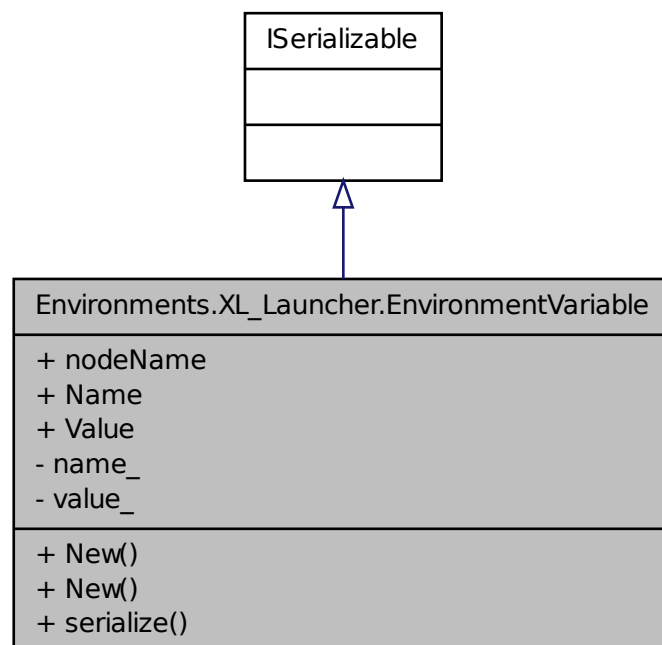 ISerializable
Environments.XL_Launcher.EnvironmentVariable
+ nodeName
+ Name
+ Value
- name_
- value_
+ New()
+ New()
+ serialize()